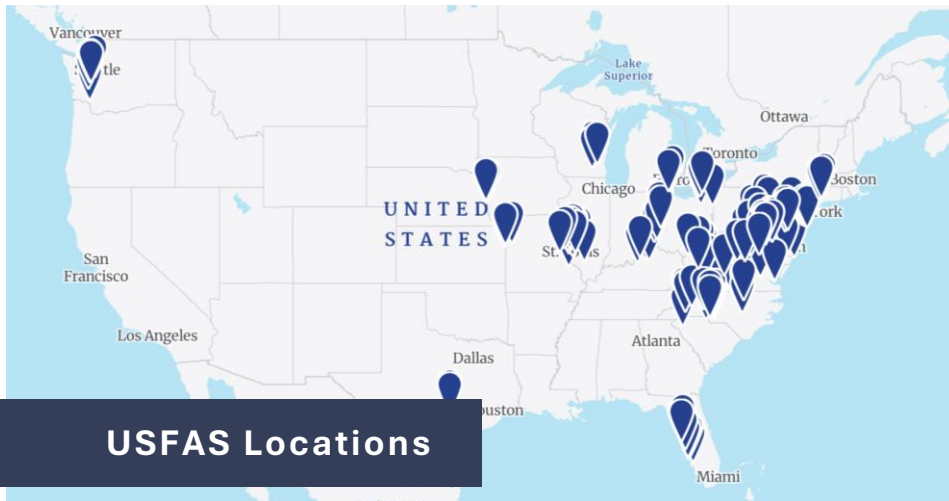 Vancouver
Lake
Superior
Ottawa
Toronto
Boston
Chicago
UNITED
STATES
San
Francisco
Los Angeles
Atlanta
Dallas
Miami
USFAS Locations